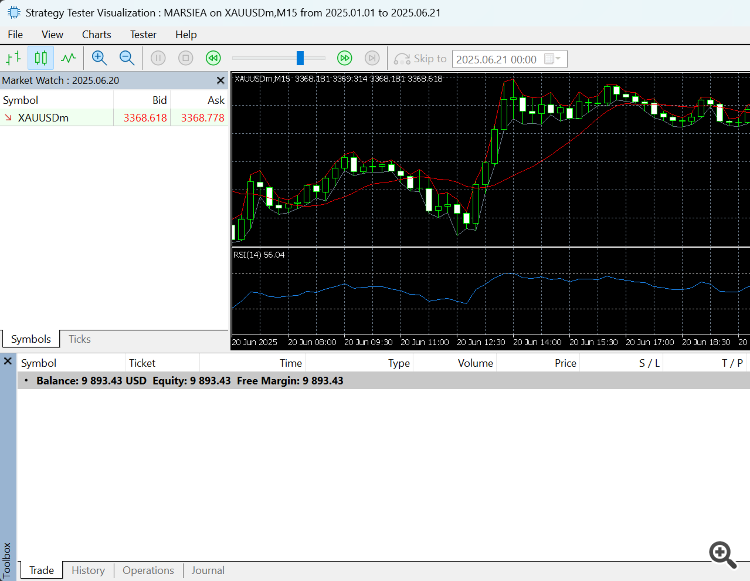 Strategy Tester Visualization : MARSIEA on XAUUSDm,M15 from 2025.01.01 to 2025.06.21
File View Charts Tester Help
Skip to 2025.06.21 00:00
Market Watch : 2025.06.20
Symbol Bid Ask
XAUUSDm 3368.618 3368.778
Symbols Ticks
XAUUSDm,M15 3368.181 3369.314 3368.181 3368.618
RSI(14) 56.04
20 Jun 2025 20 Jun 08:00 20 Jun 09:30 20 Jun 11:00 20 Jun 12:30 20 Jun 14:00 20 Jun 15:30 20 Jun 17:00 20 Jun 18:30 20
Symbol Ticket Time Type Volume Price S / L T / P
• Balance: 9 893.43 USD Equity: 9 893.43 Free Margin: 9 893.43
Toolbox
Trade History Operations Journal